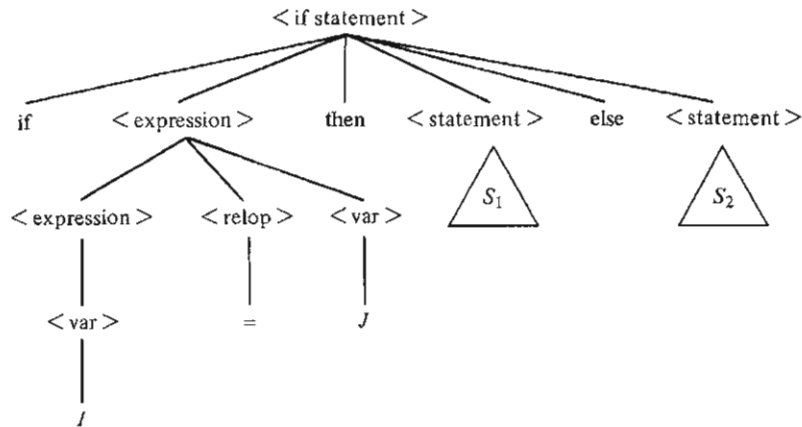 < if statement >
if < expression > then < statement > else < statement >
< expression > < relop > < var > S₁ S₂
< var > = J
I